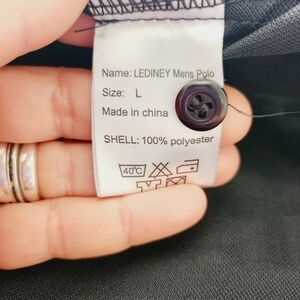 Name: LEDINEY Mens Polo
Size: L
Made in china
SHELL: 100% polyester
40°C